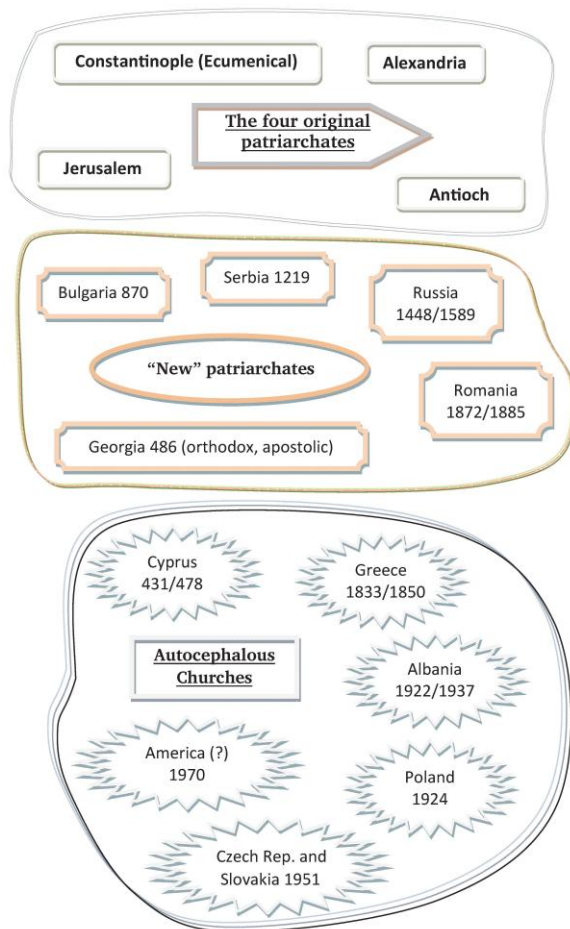 Constantinople (Ecumenical)
Alexandria
The four original
patriarchates
Jerusalem
Antioch
Bulgaria 870
Serbia 1219
Russia
1448/1589
“New” patriarchates
Romania
1872/1885
Georgia 486 (orthodox, apostolic)
Cyprus
431/478
Greece
1833/1850
Autocephalous
Churches
Albania
1922/1937
America (?)
1970
Poland
1924
Czech Rep. and
Slovakia 1951